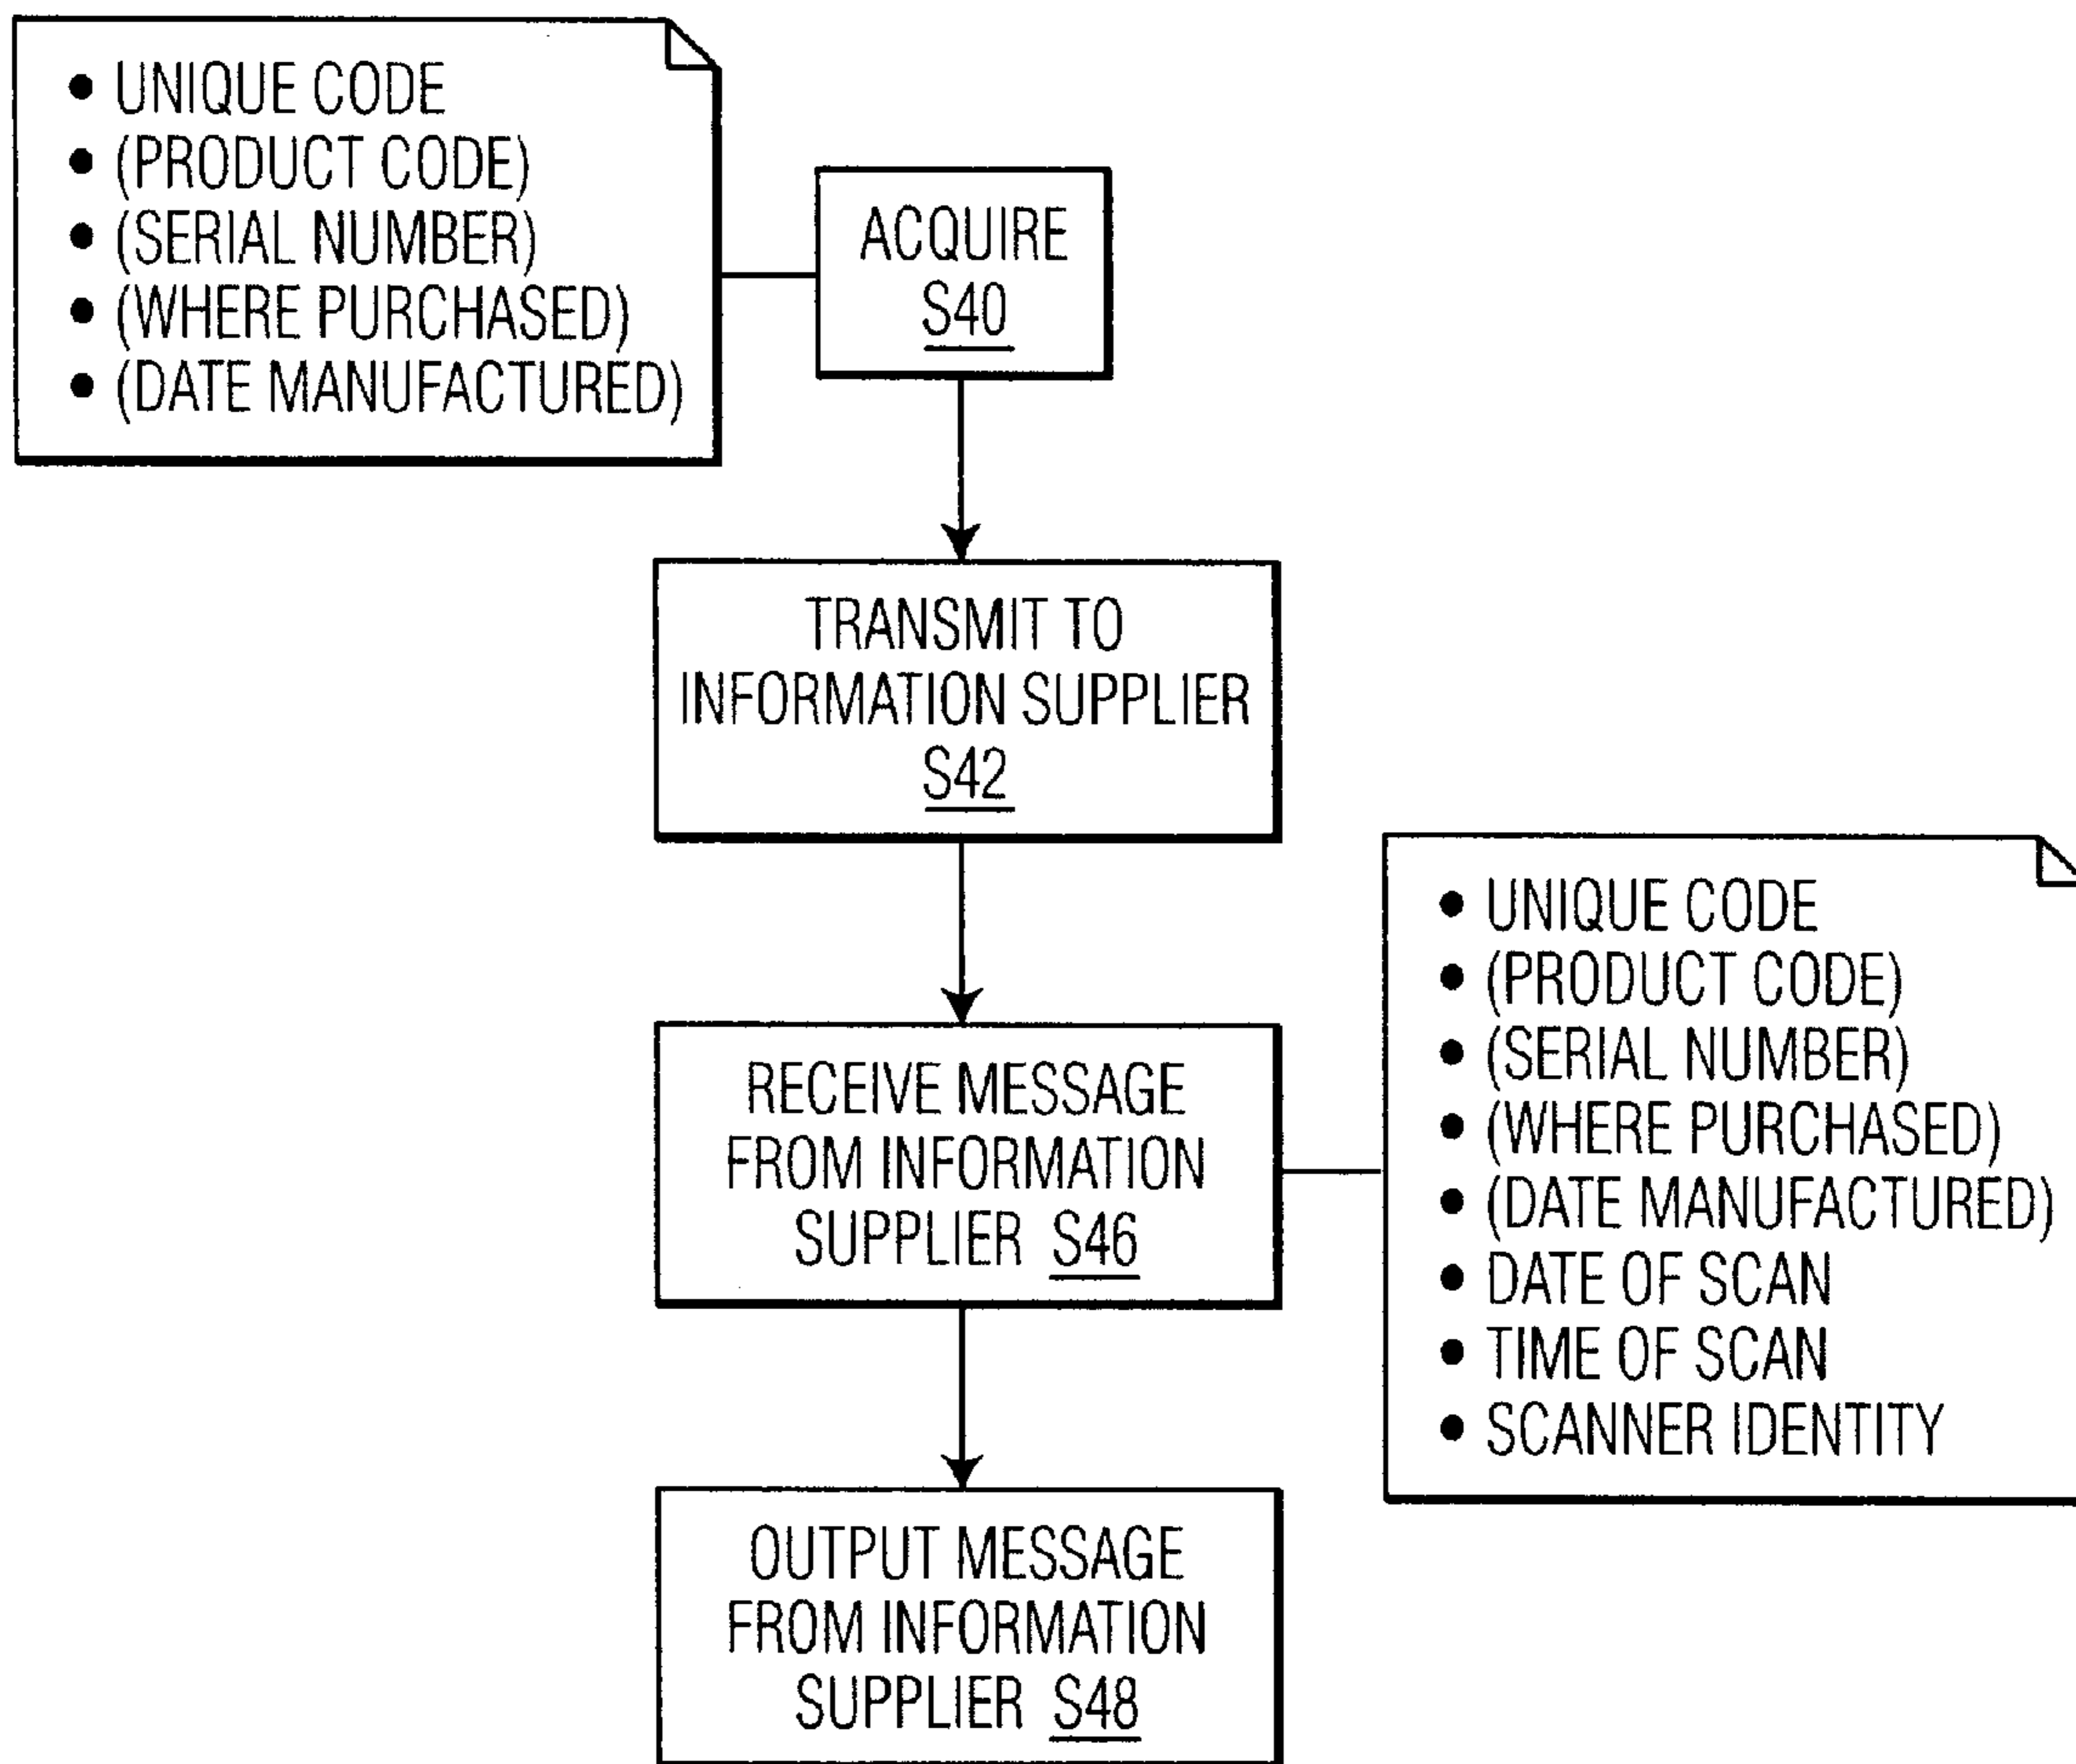 • UNIQUE CODE
• (PRODUCT CODE)
• (SERIAL NUMBER)
• (WHERE PURCHASED)
• (DATE MANUFACTURED)
ACQUIRE
S40
TRANSMIT TO
INFORMATION SUPPLIER
S42
RECEIVE MESSAGE
FROM INFORMATION
SUPPLIER S46
• UNIQUE CODE
• (PRODUCT CODE)
• (SERIAL NUMBER)
• (WHERE PURCHASED)
• (DATE MANUFACTURED)
• DATE OF SCAN
• TIME OF SCAN
• SCANNER IDENTITY
OUTPUT MESSAGE
FROM INFORMATION
SUPPLIER S48